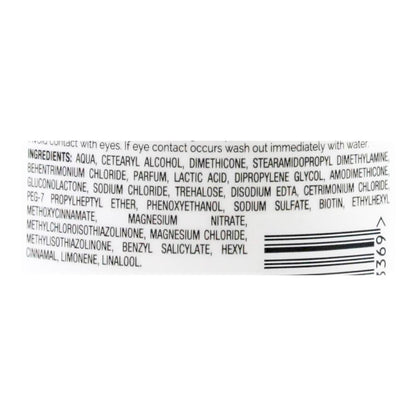 Avoid contact with eyes. If eye contact occurs wash out immediately with water.
INGREDIENTS: AQUA, CETEARYL ALCOHOL, DIMETHICONE, STEARAMIDOPROPYL DIMETHYLAMINE,
BEHENTRIMONIUM CHLORIDE, PARFUM, LACTIC ACID, DIPROPYLENE GLYCOL, AMODIMETHICONE,
GLUCONOLACTONE, SODIUM CHLORIDE, TREHALOSE, DISODIUM EDTA, CETRIMONIUM CHLORIDE,
PEG-7 PROPYLHEPTYL ETHER, PHENOXYETHANOL, SODIUM SULFATE, BIOTIN, ETHYLHEXYL
METHOXYCINNAMATE, MAGNESIUM NITRATE,
METHYLCHLOROISOTHIAZOLINONE, MAGNESIUM CHLORIDE,
METHYLISOTHIAZOLINONE, BENZYL SALICYLATE, HEXYL
CINNAMAL, LIMONENE, LINALOOL.
5369>